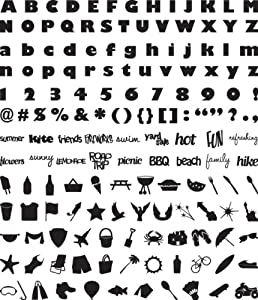 A B C D E F G H I J K L M
N O P Q R S T U V W X Y Z
a b c d e f g h i j k l m
n o p q r s t u v w x y z
1 2 3 4 5 6 7 8 9 0 ! ?
@ # $ % & * ( ) { } [ ] : ; " ' , .
summer kite friends FIREWORKS swim yard sale hot FUN refreshing
flowers sunny LEMONADE ROAD TRIP picnic BBQ beach family hike